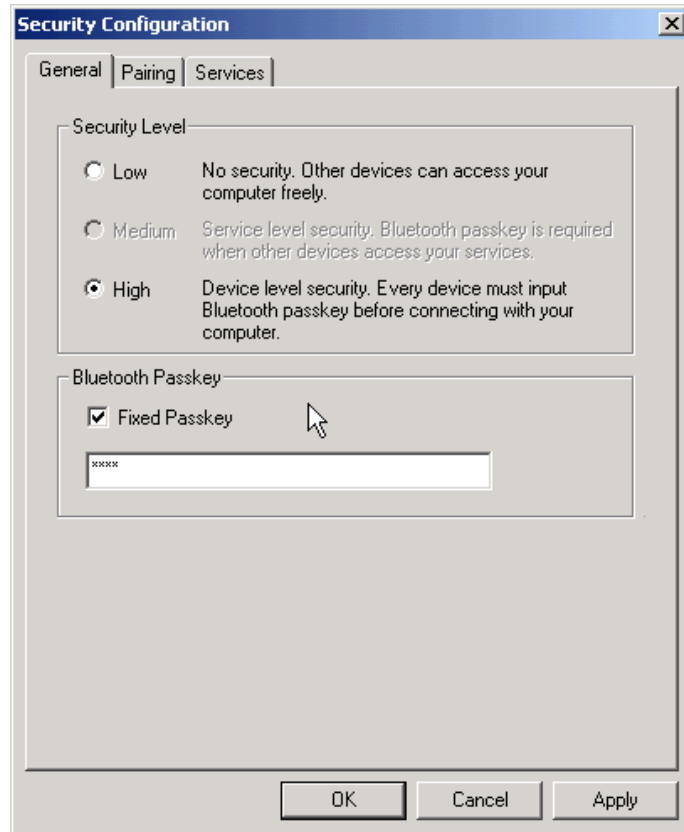 Security Configuration
General Pairing Services
Security Level
Low No security. Other devices can access your
computer freely.
Medium Service level security. Bluetooth passkey is required
when other devices access your services.
High Device level security. Every device must input
Bluetooth passkey before connecting with your
computer.
Bluetooth Passkey
Fixed Passkey
****
OK Cancel Apply